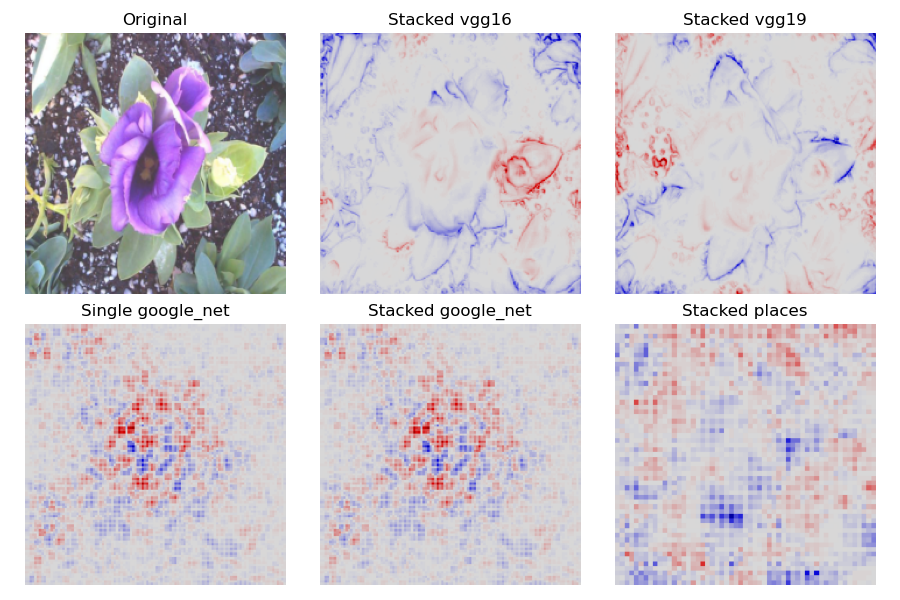 Original
Stacked vgg16
Stacked vgg19
Single google_net
Stacked google_net
Stacked places